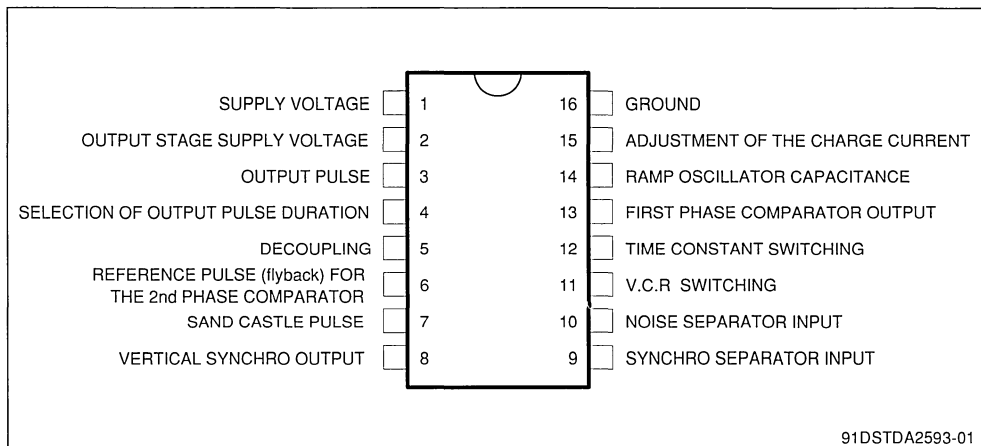 SUPPLY VOLTAGE 1 16 GROUND
OUTPUT STAGE SUPPLY VOLTAGE 2 15 ADJUSTMENT OF THE CHARGE CURRENT
OUTPUT PULSE 3 14 RAMP OSCILLATOR CAPACITANCE
SELECTION OF OUTPUT PULSE DURATION 4 13 FIRST PHASE COMPARATOR OUTPUT
DECOUPLING 5 12 TIME CONSTANT SWITCHING
REFERENCE PULSE (flyback) FOR
THE 2nd PHASE COMPARATOR 6 11 V.C.R SWITCHING
SAND CASTLE PULSE 7 10 NOISE SEPARATOR INPUT
VERTICAL SYNCHRO OUTPUT 8 9 SYNCHRO SEPARATOR INPUT
91DSTDA2593-01